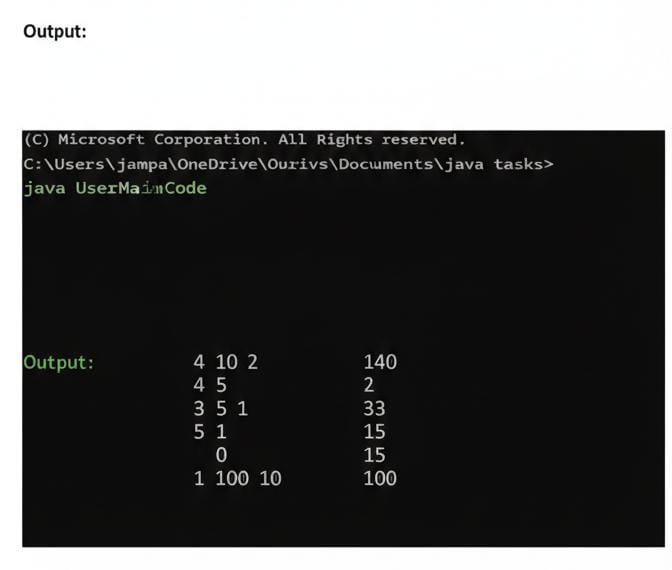 Output:
(C) Microsoft Corporation. All Rights reserved.
C:\Users\jampa\OneDrive\Ourivs\Documents\java tasks>
java UserMainCode
Output: 4 10 2 140
4 5 2
3 5 1 33
5 1 15
0 15
1 100 10 100